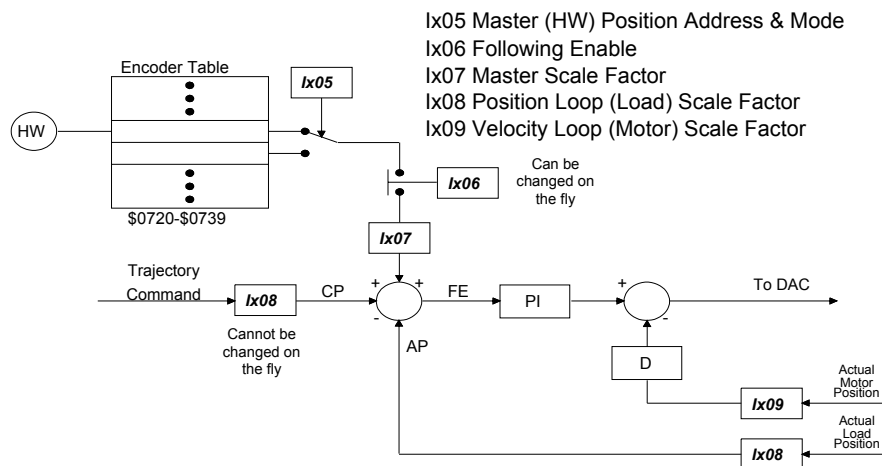 Ix05 Master (HW) Position Address & Mode
Ix06 Following Enable
Ix07 Master Scale Factor
Ix08 Position Loop (Load) Scale Factor
Ix09 Velocity Loop (Motor) Scale Factor
Encoder Table
Ix05
HW
Ix06
Can be
changed on
the fly
$0720-$0739
Ix07
Trajectory
Command
Ix08
CP
+
+
-
FE
PI
+
-
To DAC
Cannot be
changed on
the fly
AP
D
Actual
Motor
Position
Ix09
Actual
Load
Position
Ix08